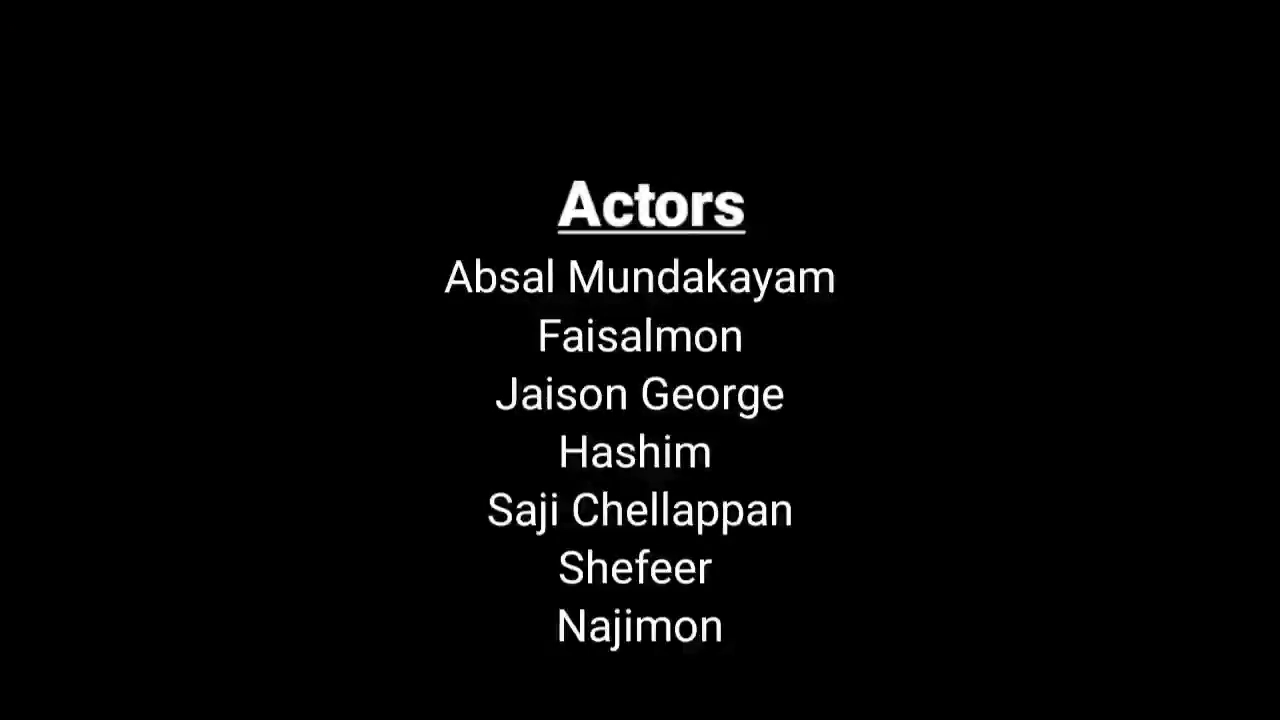 Actors
Absal Mundakayam
Faisalmon
Jaison George
Hashim
Saji Chellappan
Shefeer
Najimon